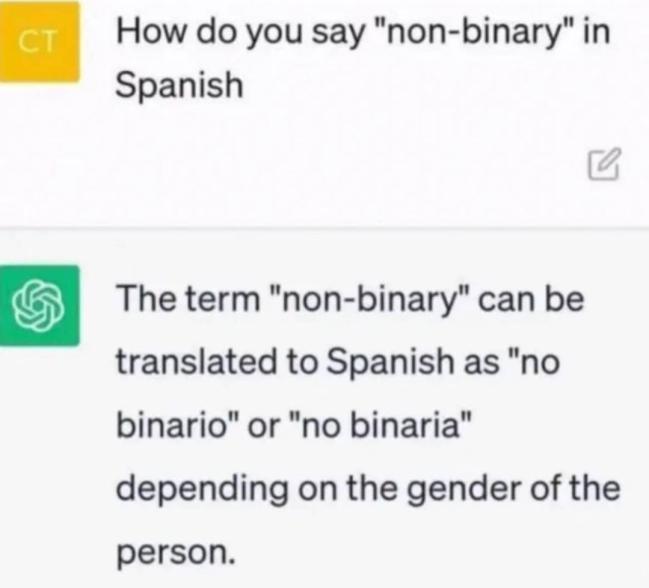 CT
How do you say "non-binary" in
Spanish
The term "non-binary" can be
translated to Spanish as "no
binario" or "no binaria"
depending on the gender of the
person.